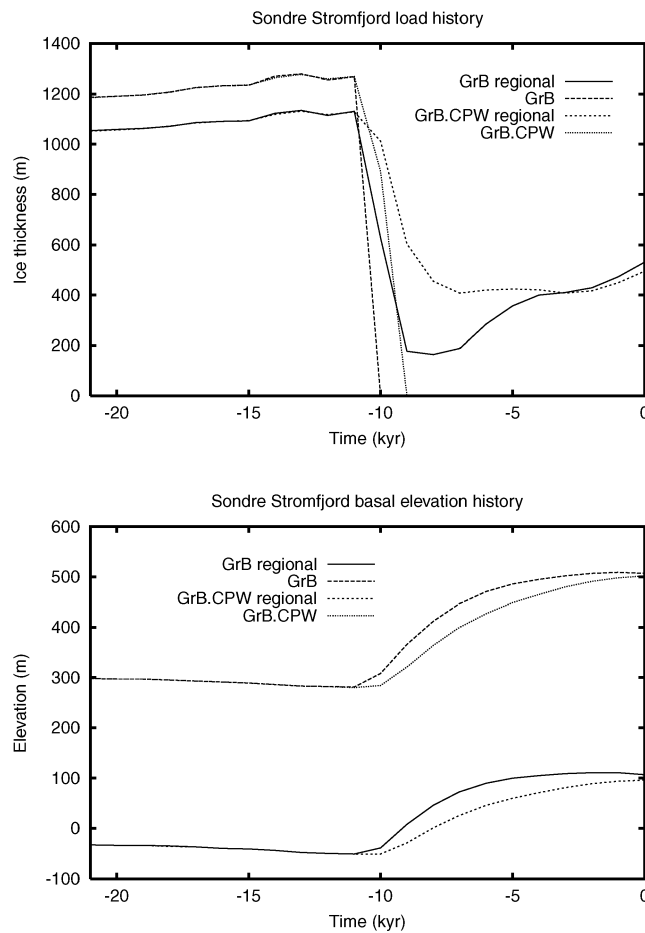 Sondre Stromfjord load history
1400
1200
1000
800
600
400
200
0
Ice thickness (m)
GrB regional
GrB
GrB.CPW regional
GrB.CPW
-20
-15
-10
-5
0
Time (kyr)
Sondre Stromfjord basal elevation history
600
500
400
300
200
100
0
-100
Elevation (m)
GrB regional
GrB
GrB.CPW regional
GrB.CPW
-20
-15
-10
-5
0
Time (kyr)